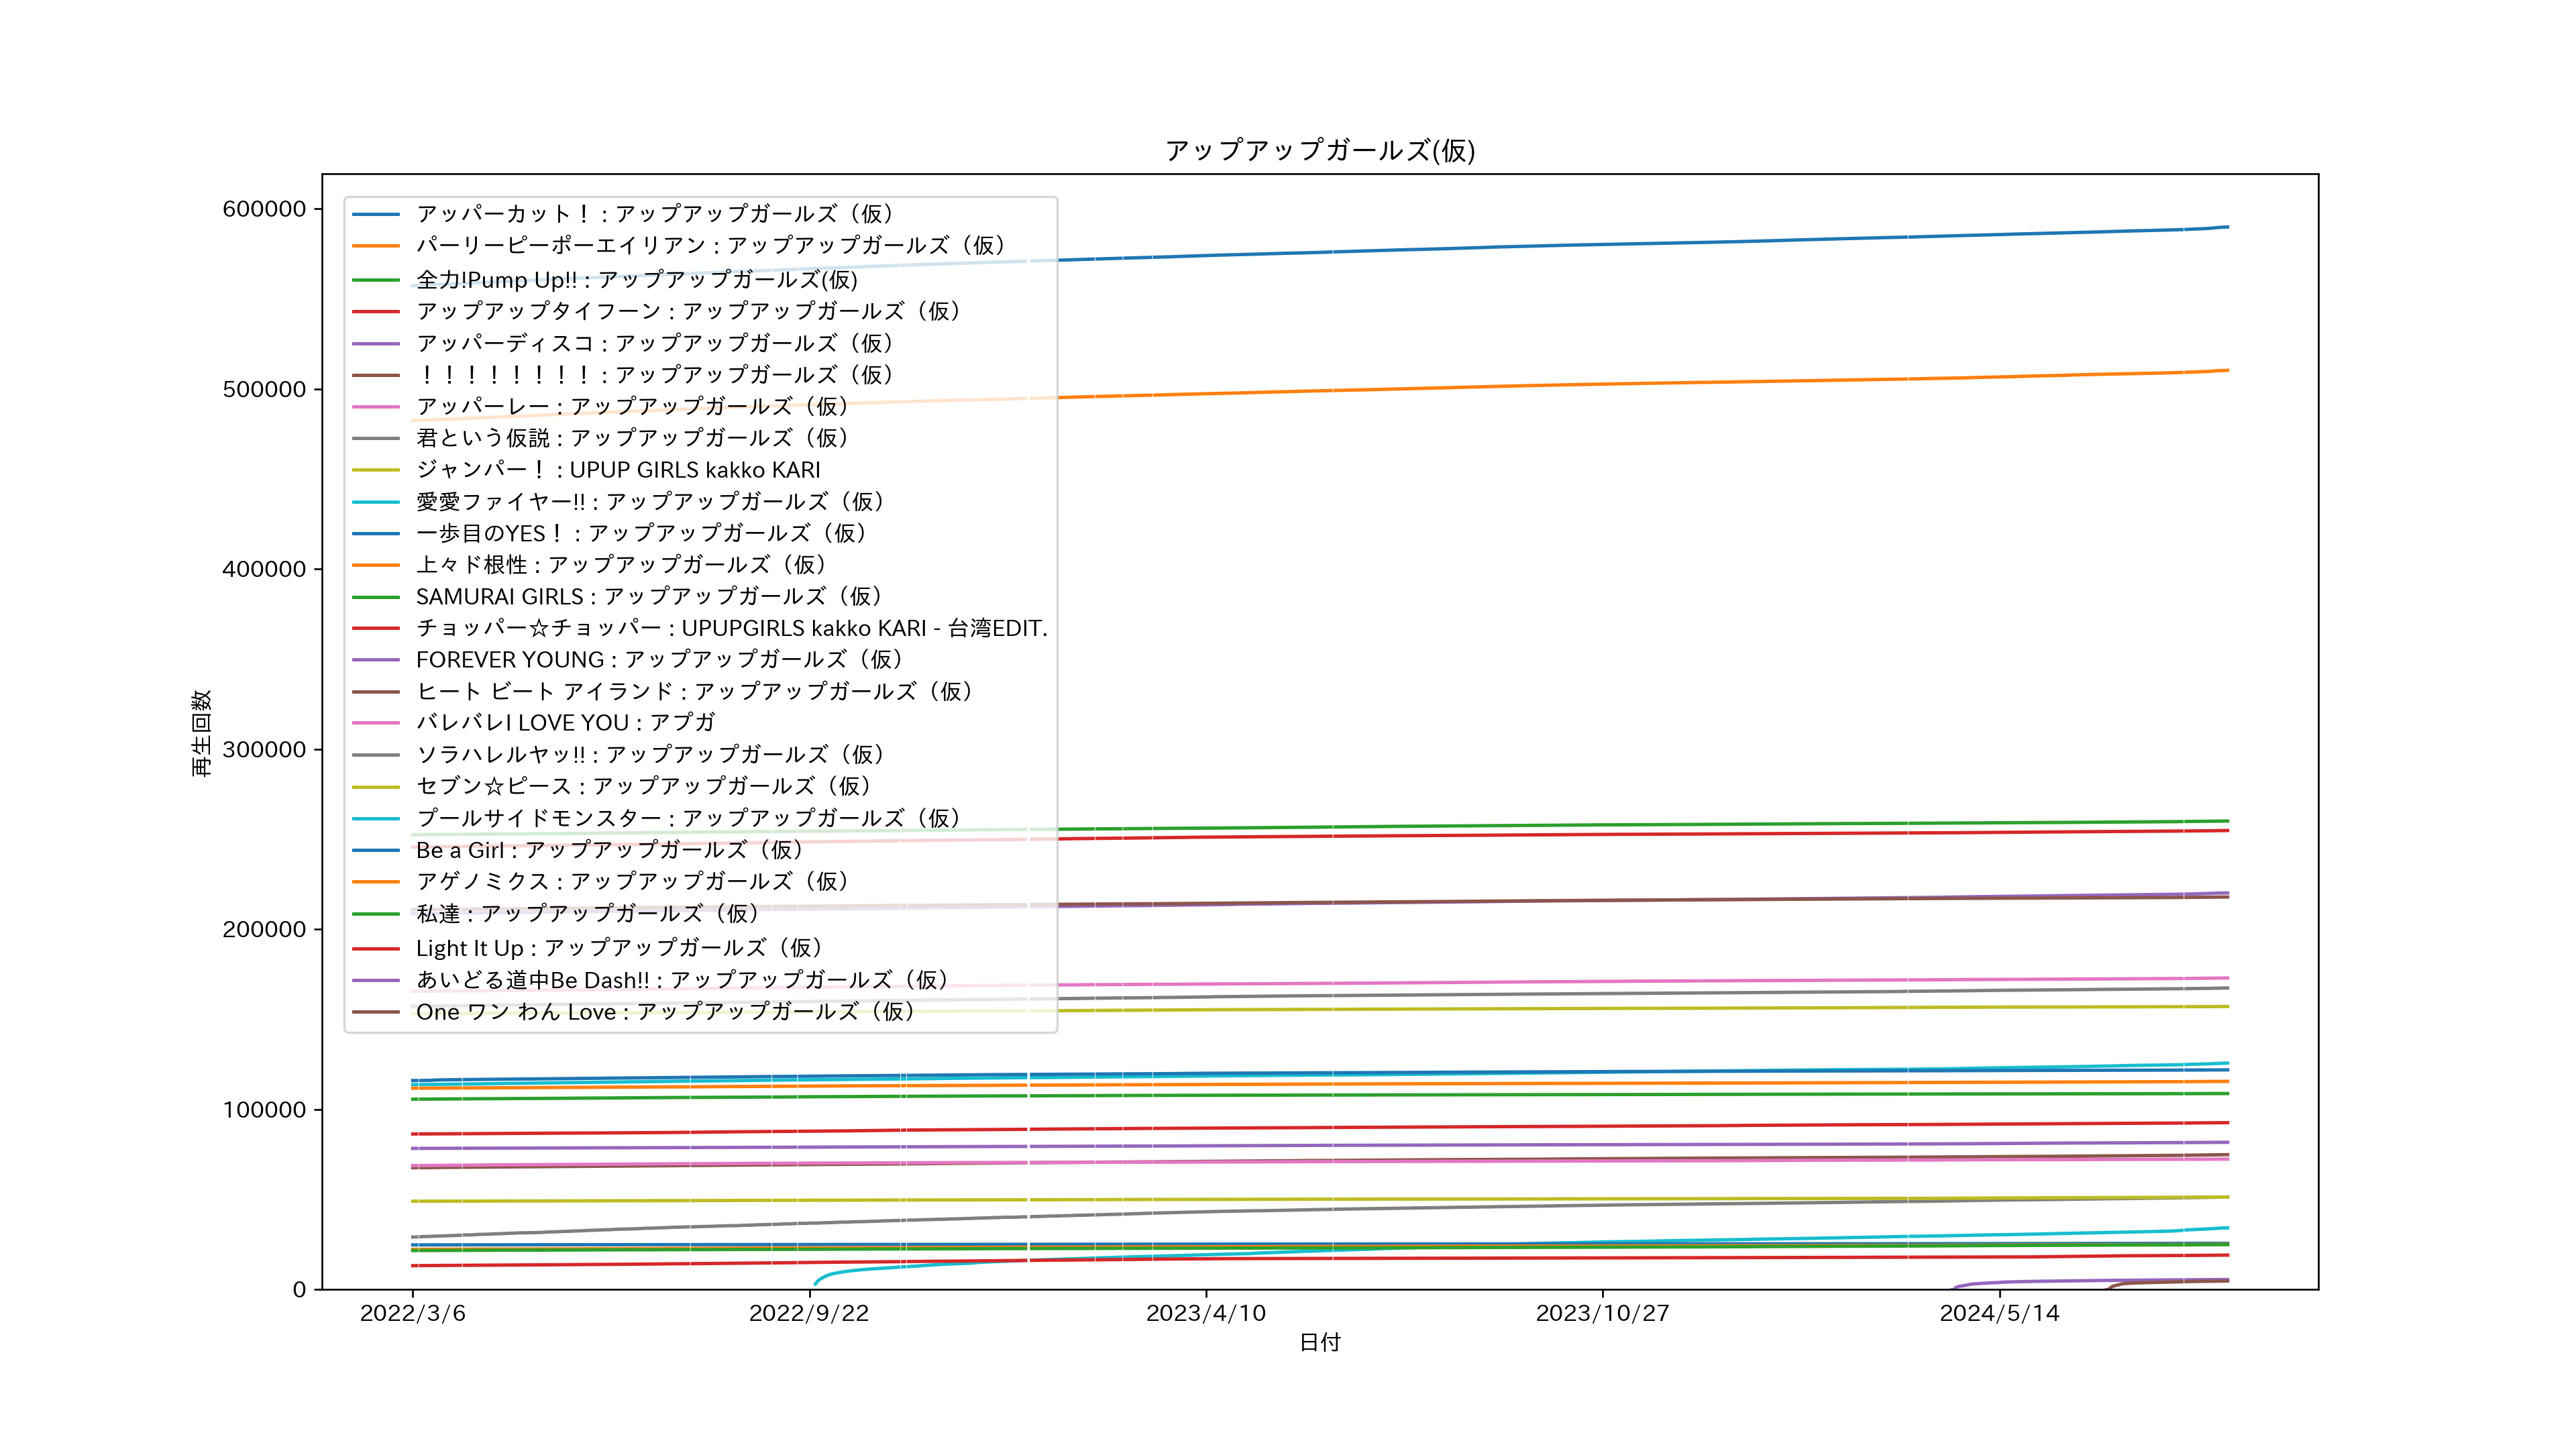 アップアップガールズ(仮)
600000
500000
400000
300000
200000
100000
0
再生回数
アッパーカット！ : アップアップガールズ（仮）
パーリーピーポーエイリアン : アップアップガールズ（仮）
全力!Pump Up!! : アップアップガールズ(仮)
アップアップタイフーン : アップアップガールズ（仮）
アッパーディスコ : アップアップガールズ（仮）
！！！！！！！！ : アップアップガールズ（仮）
アッパーレー : アップアップガールズ（仮）
君という仮説 : アップアップガールズ（仮）
ジャンパー！ : UPUP GIRLS kakko KARI
愛愛ファイヤー!! : アップアップガールズ（仮）
一歩目のYES！ : アップアップガールズ（仮）
上々ド根性 : アップアップガールズ（仮）
SAMURAI GIRLS : アップアップガールズ（仮）
チョッパー☆チョッパー : UPUPGIRLS kakko KARI - 台湾EDIT.
FOREVER YOUNG : アップアップガールズ（仮）
ヒート ビート アイランド : アップアップガールズ（仮）
バレバレI LOVE YOU : アプガ
ソラハレルヤッ!! : アップアップガールズ（仮）
セブン☆ピース : アップアップガールズ（仮）
プールサイドモンスター : アップアップガールズ（仮）
Be a Girl : アップアップガールズ（仮）
アゲノミクス : アップアップガールズ（仮）
私達 : アップアップガールズ（仮）
Light It Up : アップアップガールズ（仮）
あいどる道中Be Dash!! : アップアップガールズ（仮）
One ワン わん Love : アップアップガールズ（仮）
2022/3/6
2022/9/22
2023/4/10
2023/10/27
2024/5/14
日付